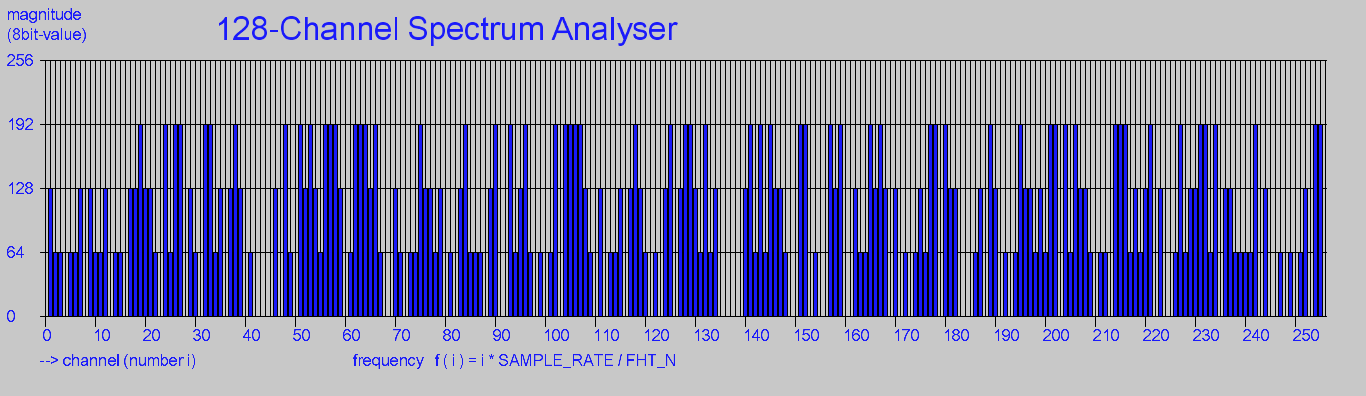 magnitude
(8bit-value)
128-Channel Spectrum Analyser
256
192
128
64
0
0 10 20 30 40 50 60 70 80 90 100 110 120 130 140 150 160 170 180 190 200 210 220 230 240 250
--> channel (number i) frequency f ( i ) = i * SAMPLE_RATE / FHT_N